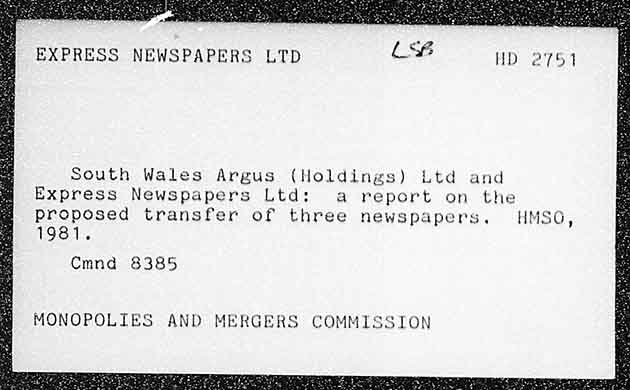 EXPRESS NEWSPAPERS LTD LSB HD 2751
South Wales Argus (Holdings) Ltd and
Express Newspapers Ltd: a report on the
proposed transfer of three newspapers. HMSO,
1981.
Cmnd 8385
MONOPOLIES AND MERGERS COMMISSION